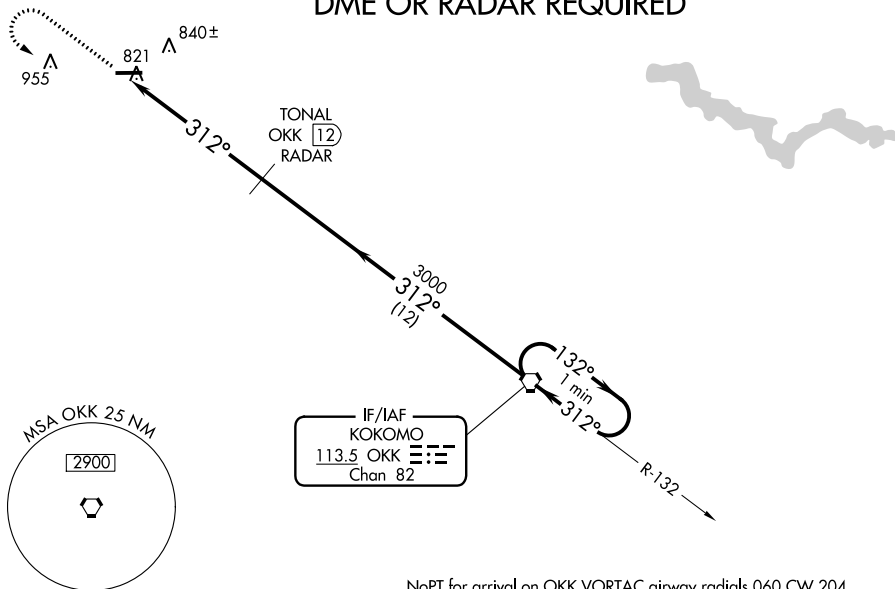 DME OR RADAR REQUIRED
840±
821
955
TONAL
OKK 12
RADAR
312°
3000
312°
(12)
132°
1 min
312°
IF/IAF
KOKOMO
113.5 OKK
Chan 82
R-132
MSA OKK 25 NM
2900
NoPT for arrival on OKK VORTAC airway radials 060 CW 204